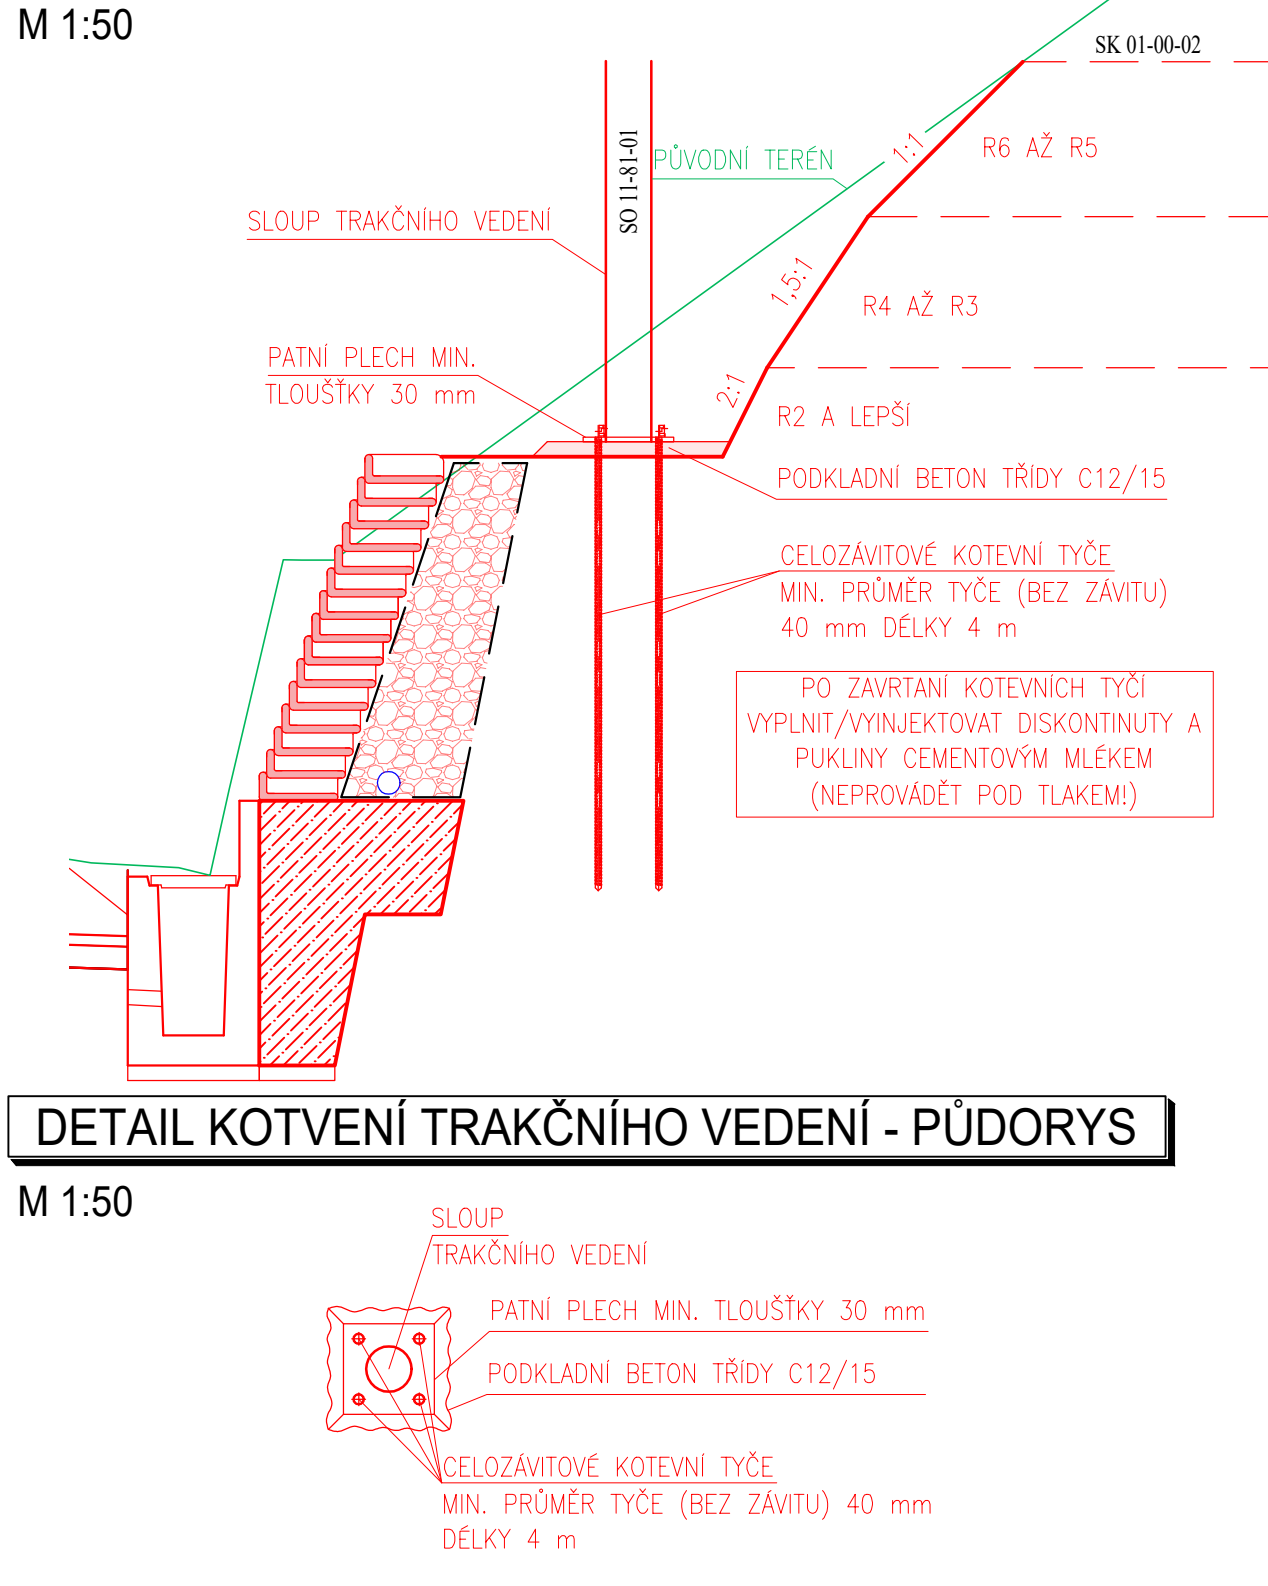 M 1:50
SK 01-00-02
1:1
R6 AŽ R5
SO 11-81-01
PŮVODNÍ TERÉN
SLOUP TRAKČNÍHO VEDENÍ
1,5:1
R4 AŽ R3
PATNÍ PLECH MIN.
TLOUŠŤKY 30 mm
2:1
R2 A LEPŠÍ
PODKLADNÍ BETON TŘÍDY C12/15
CELOZÁVITOVÉ KOTEVNÍ TYČE
MIN. PRŮMĚR TYČE (BEZ ZÁVITU)
40 mm DÉLKY 4 m
PO ZAVRTANÍ KOTEVNÍCH TYČÍ
VYPLNIT/VYINJEKTOVAT DISKONTINUTY A
PUKLINY CEMENTOVÝM MLÉKEM
(NEPROVÁDĚT POD TLAKEM!)
DETAIL KOTVENÍ TRAKČNÍHO VEDENÍ - PŮDORYS
M 1:50
SLOUP
TRAKČNÍHO VEDENÍ
PATNÍ PLECH MIN. TLOUŠŤKY 30 mm
PODKLADNÍ BETON TŘÍDY C12/15
CELOZÁVITOVÉ KOTEVNÍ TYČE
MIN. PRŮMĚR TYČE (BEZ ZÁVITU) 40 mm
DÉLKY 4 m